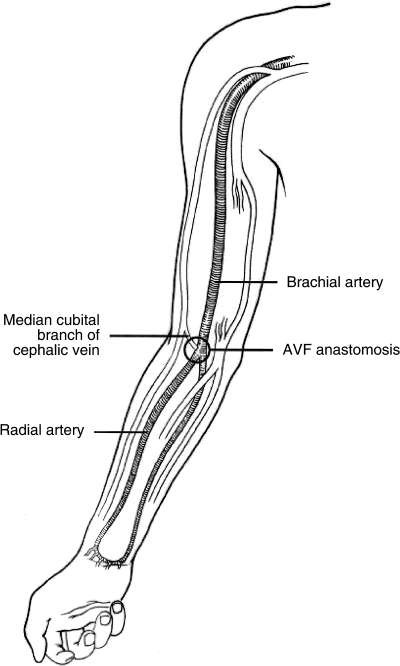 Brachial artery
Median cubital
branch of
cephalic vein
AVF anastomosis
Radial artery